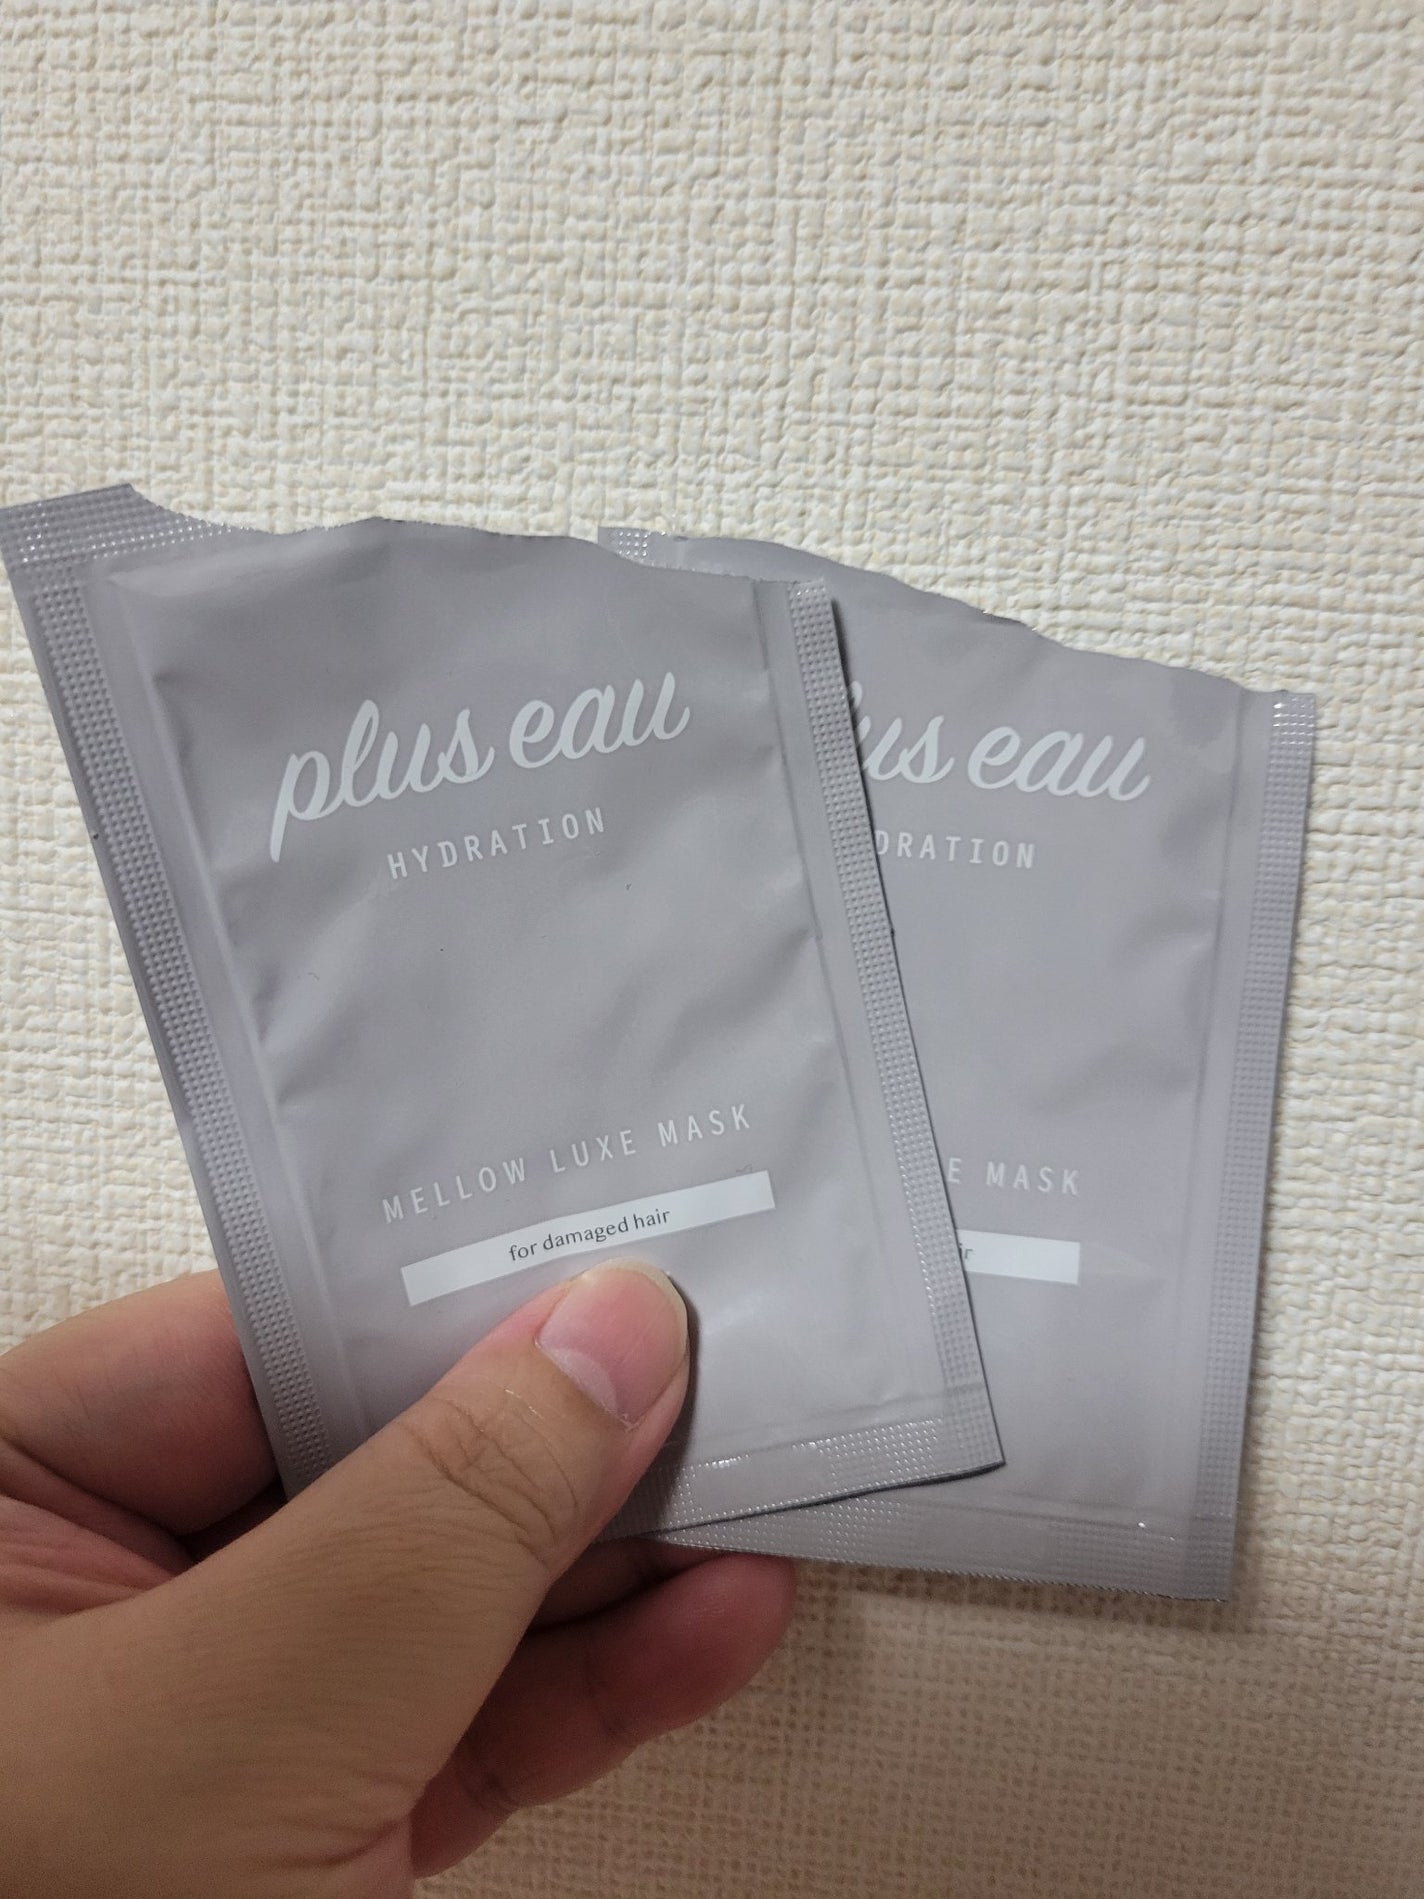 plus eau
HYDRATION
MELLOW LUXE MASK
for damaged hair
us eau
DRATION
E MASK
ir